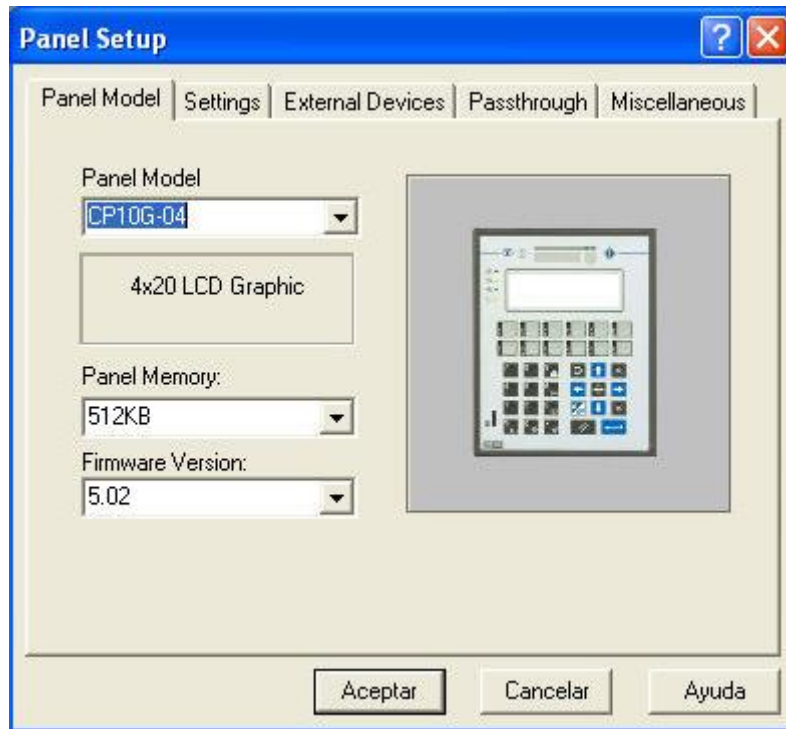 Panel Setup
Panel Model
Settings
External Devices
Passthrough
Miscellaneous
Panel Model
CP10G-04
4x20 LCD Graphic
Panel Memory:
512KB
Firmware Version:
5.02
Aceptar
Cancelar
Ayuda